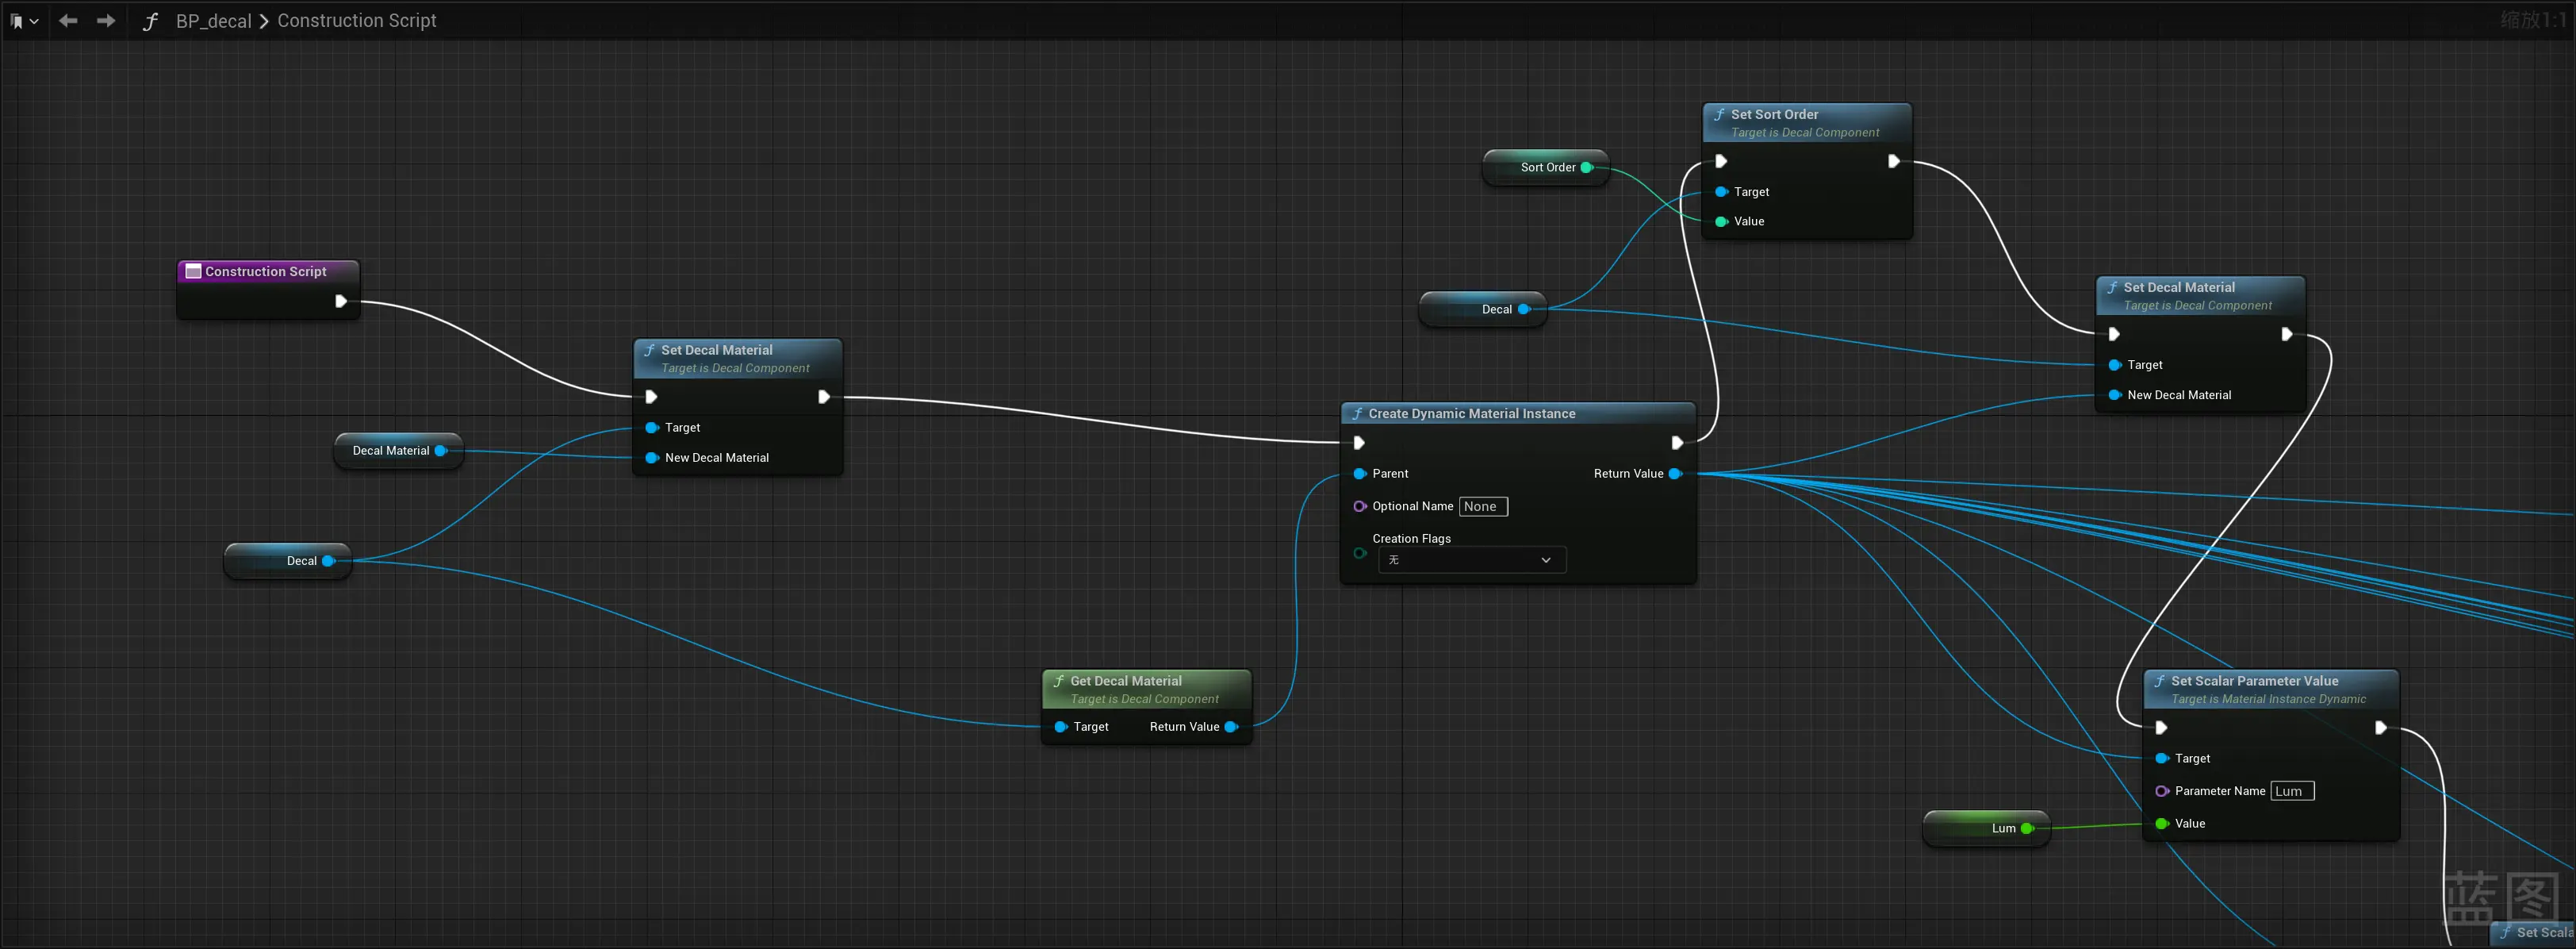 BP_decal > Construction Script
缩放1:1
Set Sort Order
Target is Decal Component
Sort Order
Target
Value
Construction Script
Decal
Set Decal Material
Target is Decal Component
Target
New Decal Material
Set Decal Material
Target is Decal Component
Target
New Decal Material
Decal Material
Decal
Create Dynamic Material Instance
Parent
Return Value
Optional Name None
Creation Flags
无
Get Decal Material
Target is Decal Component
Target
Return Value
Set Scalar Parameter Value
Target is Material Instance Dynamic
Target
Parameter Name Lum
Value
Lum
蓝图
Set Scala